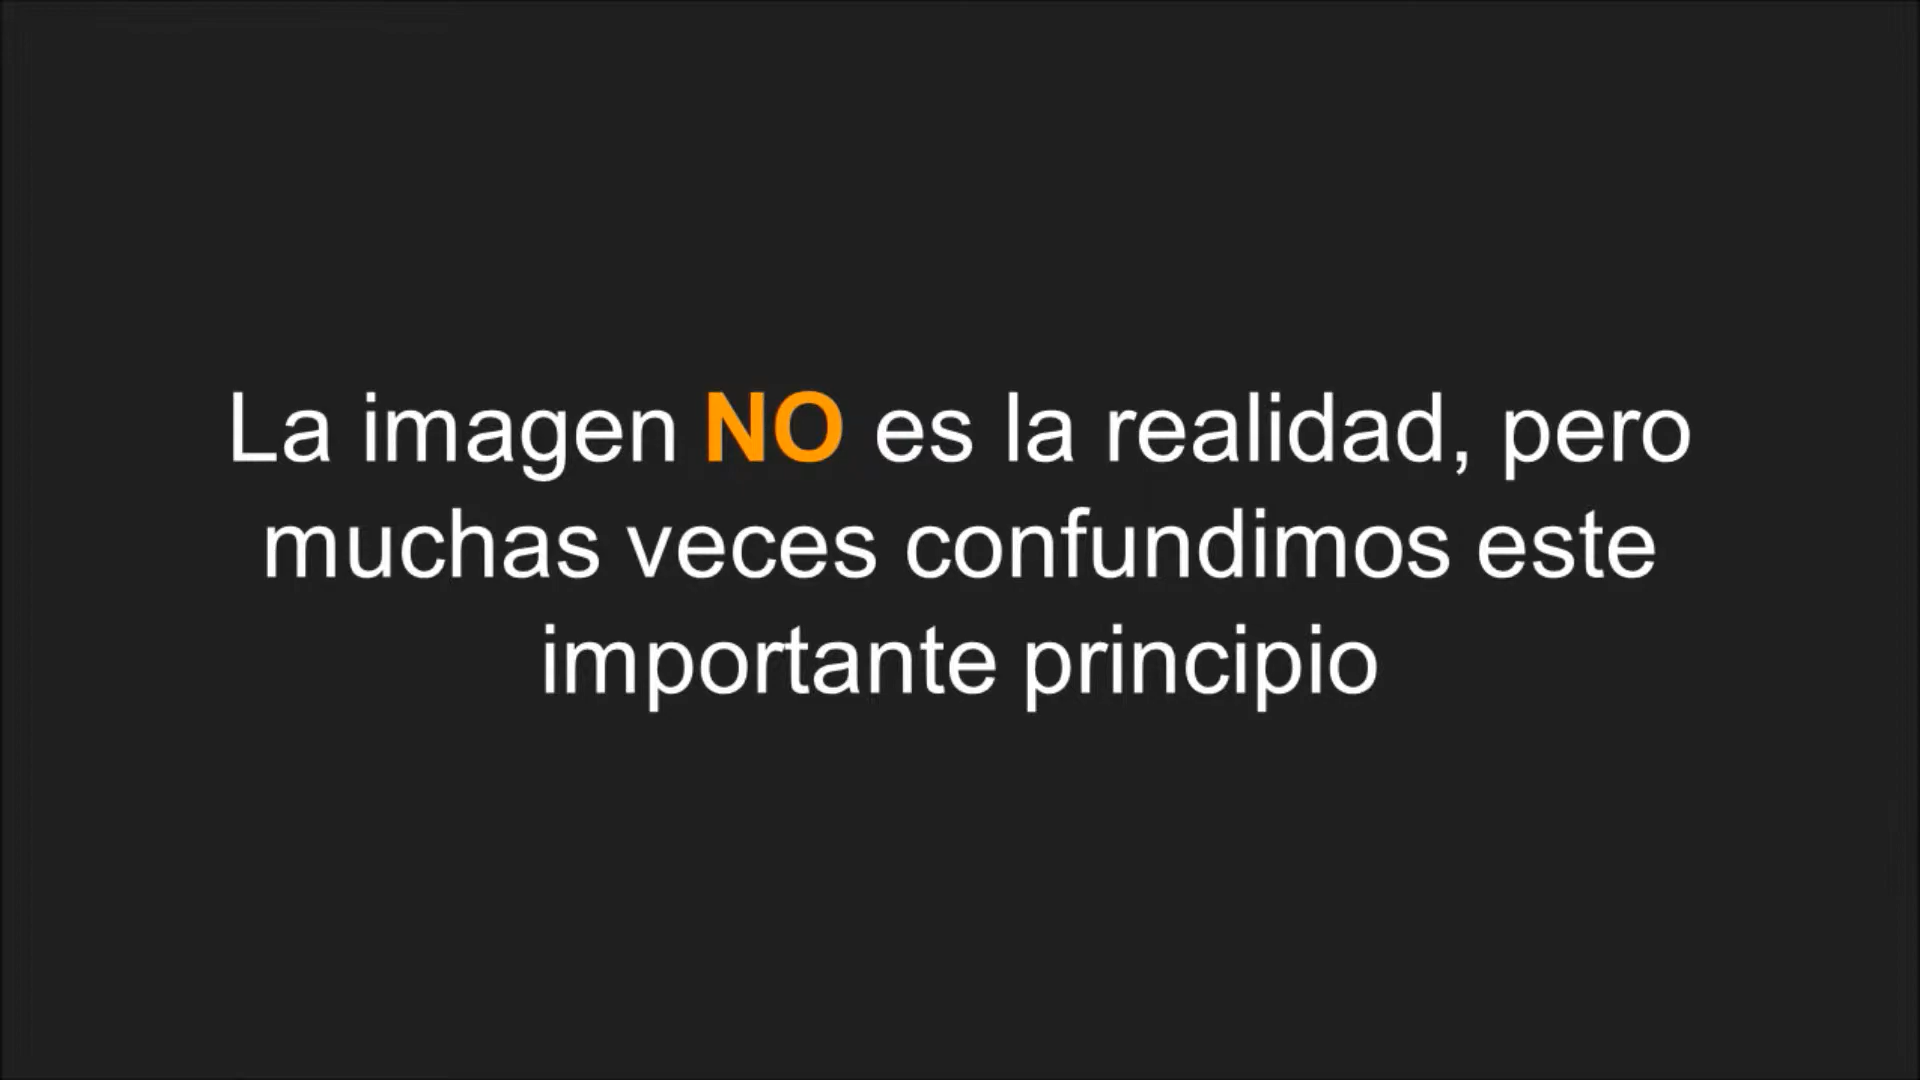 La imagen NO es la realidad, pero
muchas veces confundimos este
importante principio